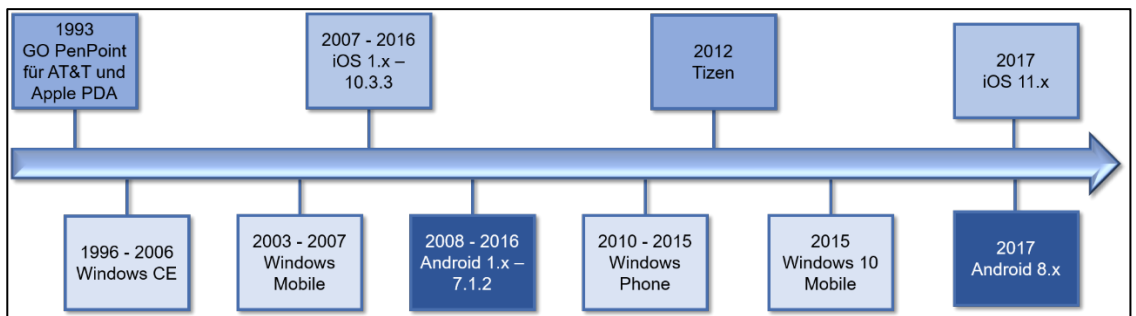 1993
GO PenPoint
für AT&T und
Apple PDA
2007 - 2016
iOS 1.x –
10.3.3
2012
Tizen
2017
iOS 11.x
1996 - 2006
Windows CE
2003 - 2007
Windows
Mobile
2008 - 2016
Android 1.x –
7.1.2
2010 - 2015
Windows
Phone
2015
Windows 10
Mobile
2017
Android 8.x